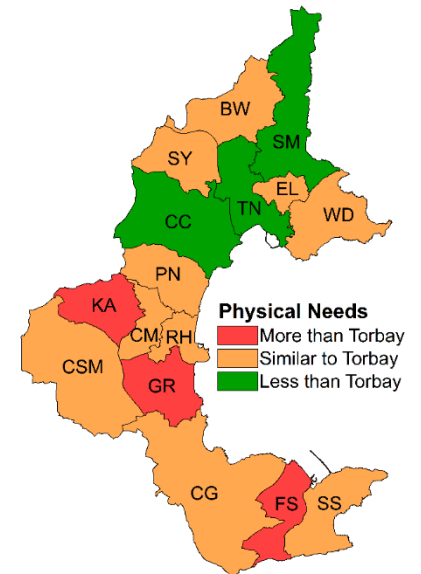 BW
SM
SY
EL
TN
WD
CC
PN
KA
CM
RH
CSM
GR
CG
FS
SS
Physical Needs
More than Torbay
Similar to Torbay
Less than Torbay